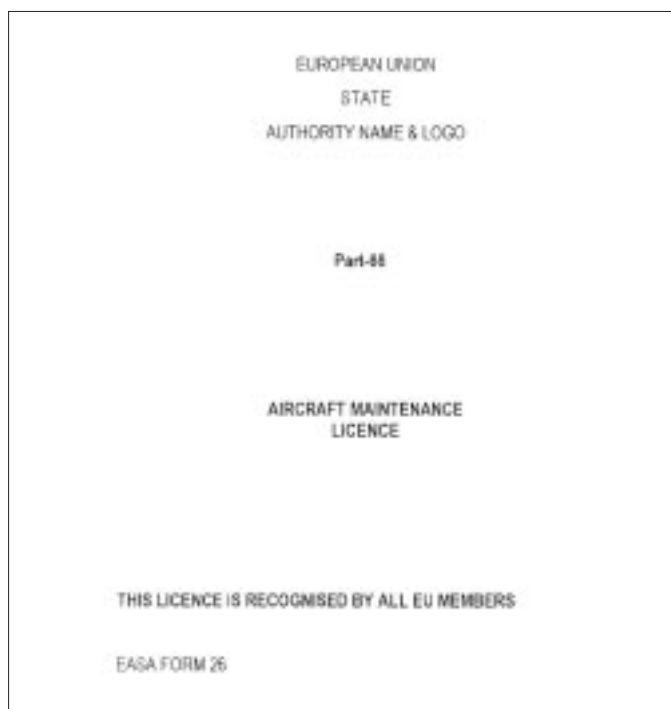 EUROPEAN UNION
STATE
AUTHORITY NAME & LOGO
Part-66
AIRCRAFT MAINTENANCE
LICENCE
THIS LICENCE IS RECOGNISED BY ALL EU MEMBERS
EASA FORM 26